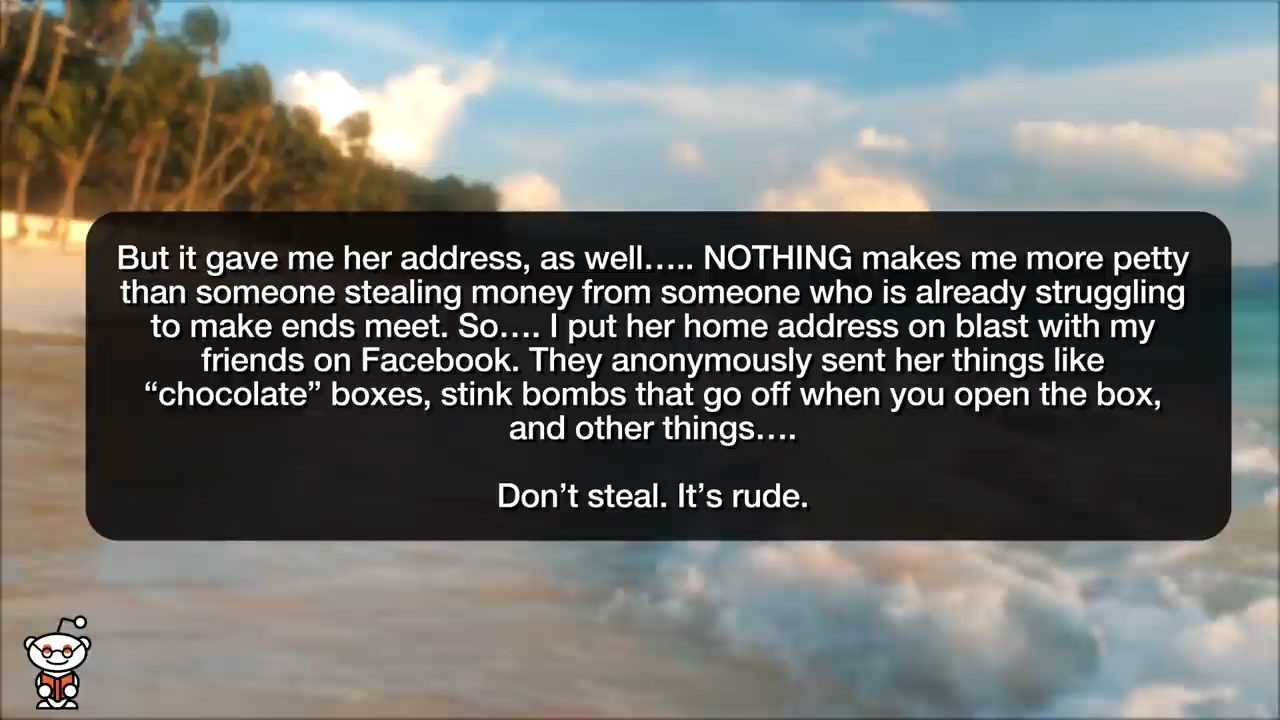 But it gave me her address, as well….. NOTHING makes me more petty
than someone stealing money from someone who is already struggling
to make ends meet. So…. I put her home address on blast with my
friends on Facebook. They anonymously sent her things like
“chocolate” boxes, stink bombs that go off when you open the box,
and other things….
Don’t steal. It’s rude.